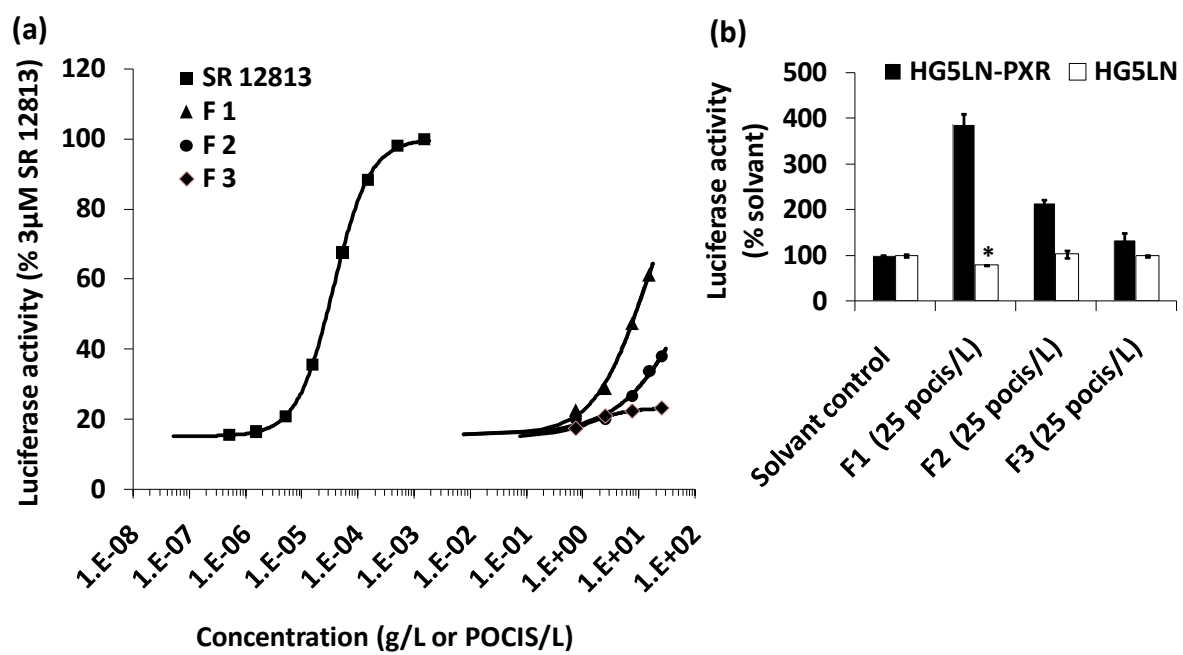 (a)
Luciferase activity (% 3µM SR 12813)
120
100
80
60
40
20
0
SR 12813
F 1
F 2
F 3
1.E-08
1.E-07
1.E-06
1.E-05
1.E-04
1.E-03
1.E-02
1.E-01
1.E+00
1.E+01
1.E+02
Concentration (g/L or POCIS/L)
(b)
Luciferase activity
(% solvant)
500
400
300
200
100
0
HG5LN-PXR
HG5LN
*
Solvant control
F1 (25 pocis/L)
F2 (25 pocis/L)
F3 (25 pocis/L)